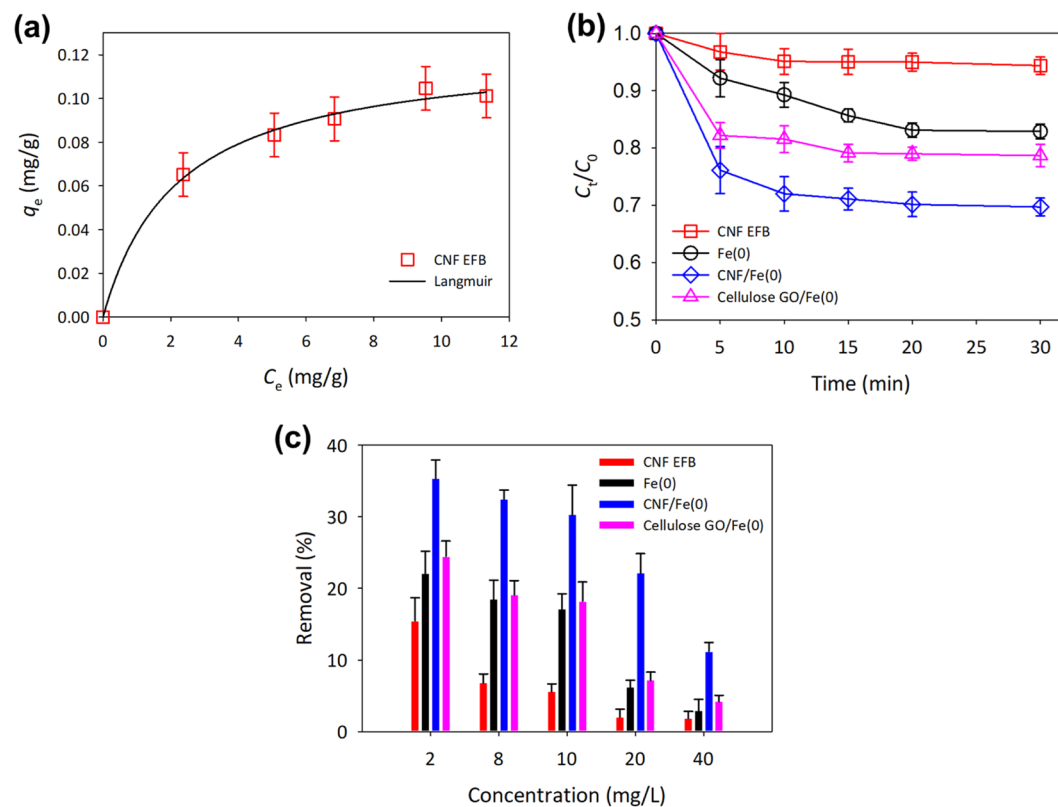 (a)
0.12
0.10
0.08
0.06
0.04
0.02
0.00
qe (mg/g)
CNF EFB
Langmuir
0 2 4 6 8 10 12
Ce (mg/g)
(b)
1.0
0.9
0.8
0.7
0.6
0.5
Ct/C0
CNF EFB
Fe(0)
CNF/Fe(0)
Cellulose GO/Fe(0)
0 5 10 15 20 25 30
Time (min)
(c)
40
30
20
10
0
Removal (%)
CNF EFB
Fe(0)
CNF/Fe(0)
Cellulose GO/Fe(0)
2 8 10 20 40
Concentration (mg/L)